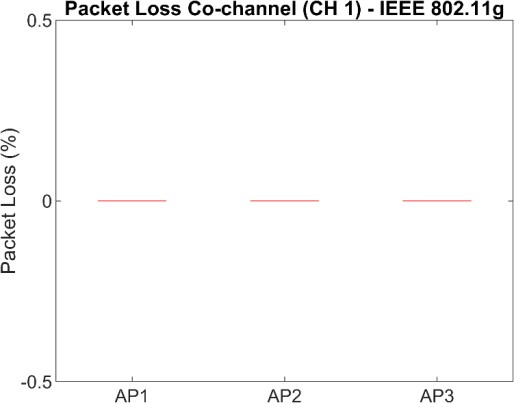 Packet Loss Co-channel (CH 1) - IEEE 802.11g
0.5
Packet Loss (%)
0
-0.5
AP1 AP2 AP3